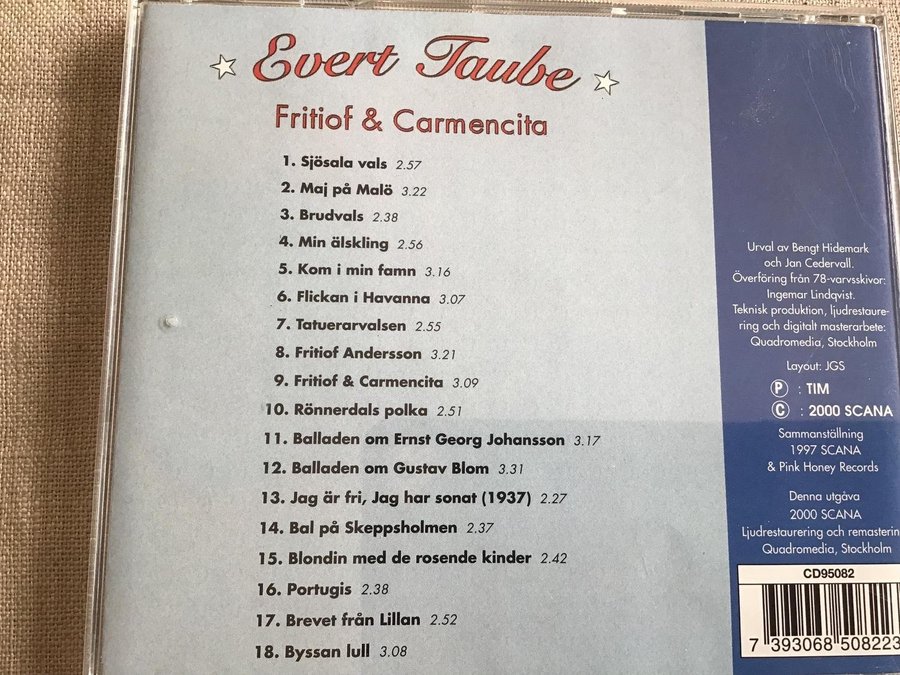 Evert Taube
Fritiof & Carmencita
1. Sjösala vals 2.57
2. Maj på Malö 3.22
3. Brudvals 2.38
4. Min älskling 2.56
5. Kom i min famn 3.16
6. Flickan i Havanna 3.07
7. Tatuerarvalsen 2.55
8. Fritiof Andersson 3.21
9. Fritiof & Carmencita 3.09
10. Rönnerdals polka 2.51
11. Balladen om Ernst Georg Johansson 3.17
12. Balladen om Gustav Blom 3.31
13. Jag är fri, Jag har sonat (1937) 2.27
14. Bal på Skeppsholmen 2.37
15. Blondin med de rosende kinder 2.42
16. Portugis 2.38
17. Brevet från Lillan 2.52
18. Byssan lull 3.08
Urval av Bengt Hidemark
och Jan Cedervall.
Överföring från 78-varvsskivor:
Ingemar Lindqvist.
Teknisk produktion, ljudrestaure-
ring och digitalt masterarbete:
Quadromedia, Stockholm
Layout: JGS
Ⓟ : TIM
Ⓒ : 2000 SCANA
Sammanställning
1997 SCANA
& Pink Honey Records
Denna utgåva
2000 SCANA
Ljudrestaurering och remastering
Quadromedia, Stockholm
CD95082
7 393068 508223